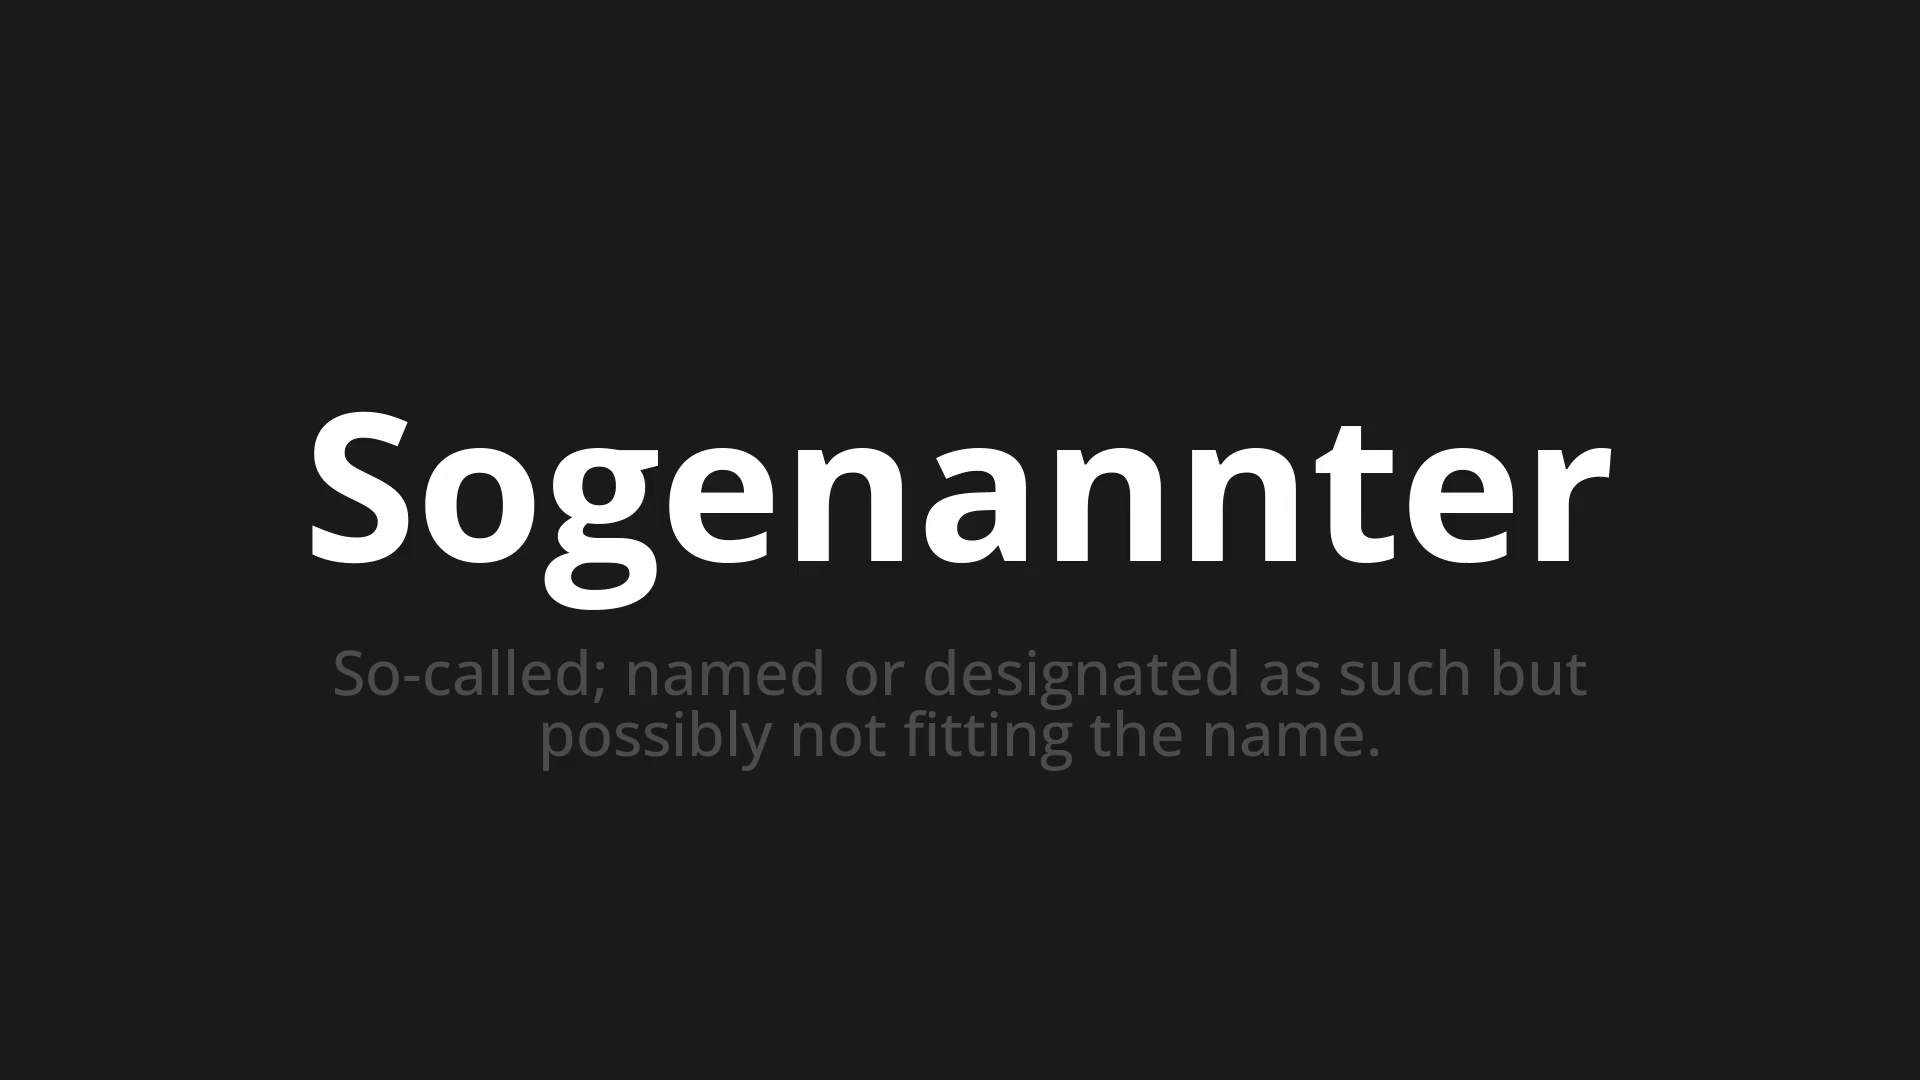 Sogenannter
So-called; named or designated as such but
possibly not fitting the name.